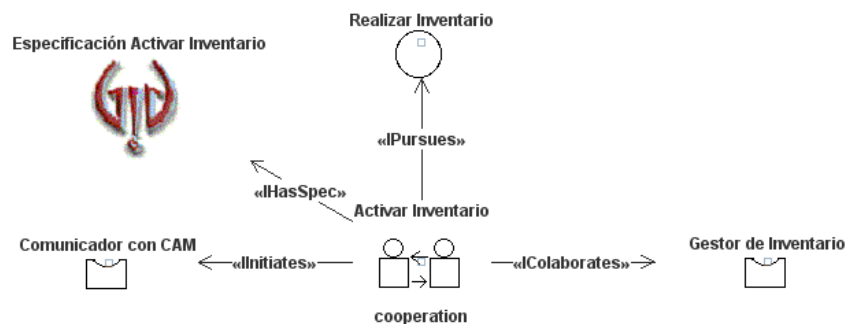 Realizar Inventario
Especificación Activar Inventario
«IPursues»
«IHasSpec»
Activar Inventario
Comunicador con CAM
«IInitiates»
«IColaborates»
Gestor de Inventario
cooperation